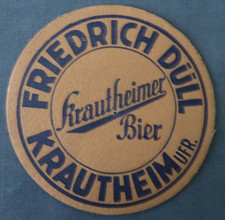 FRIEDRICH DÜLL
Krautheimer
Bier
KRAUTHEIM UFR.